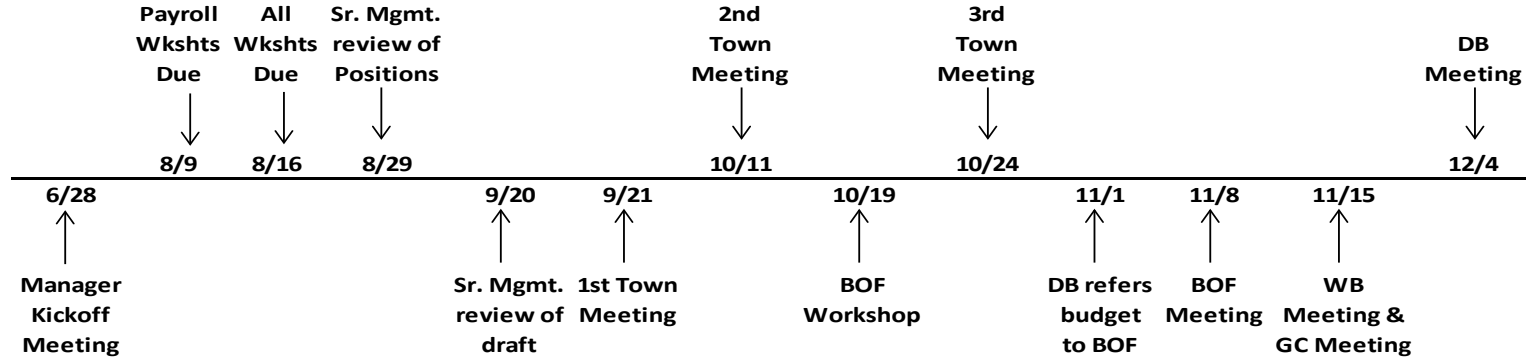 Payroll All Sr. Mgmt. 2nd 3rd
Wkshts Wkshts review of Town Town DB
Due Due Positions Meeting Meeting Meeting
8/9 8/16 8/29 10/11 10/24 12/4
6/28 9/20 9/21 10/19 11/1 11/8 11/15
Manager Sr. Mgmt. 1st Town BOF DB refers BOF WB
Kickoff review of Meeting Workshop budget Meeting Meeting &
Meeting draft to BOF GC Meeting